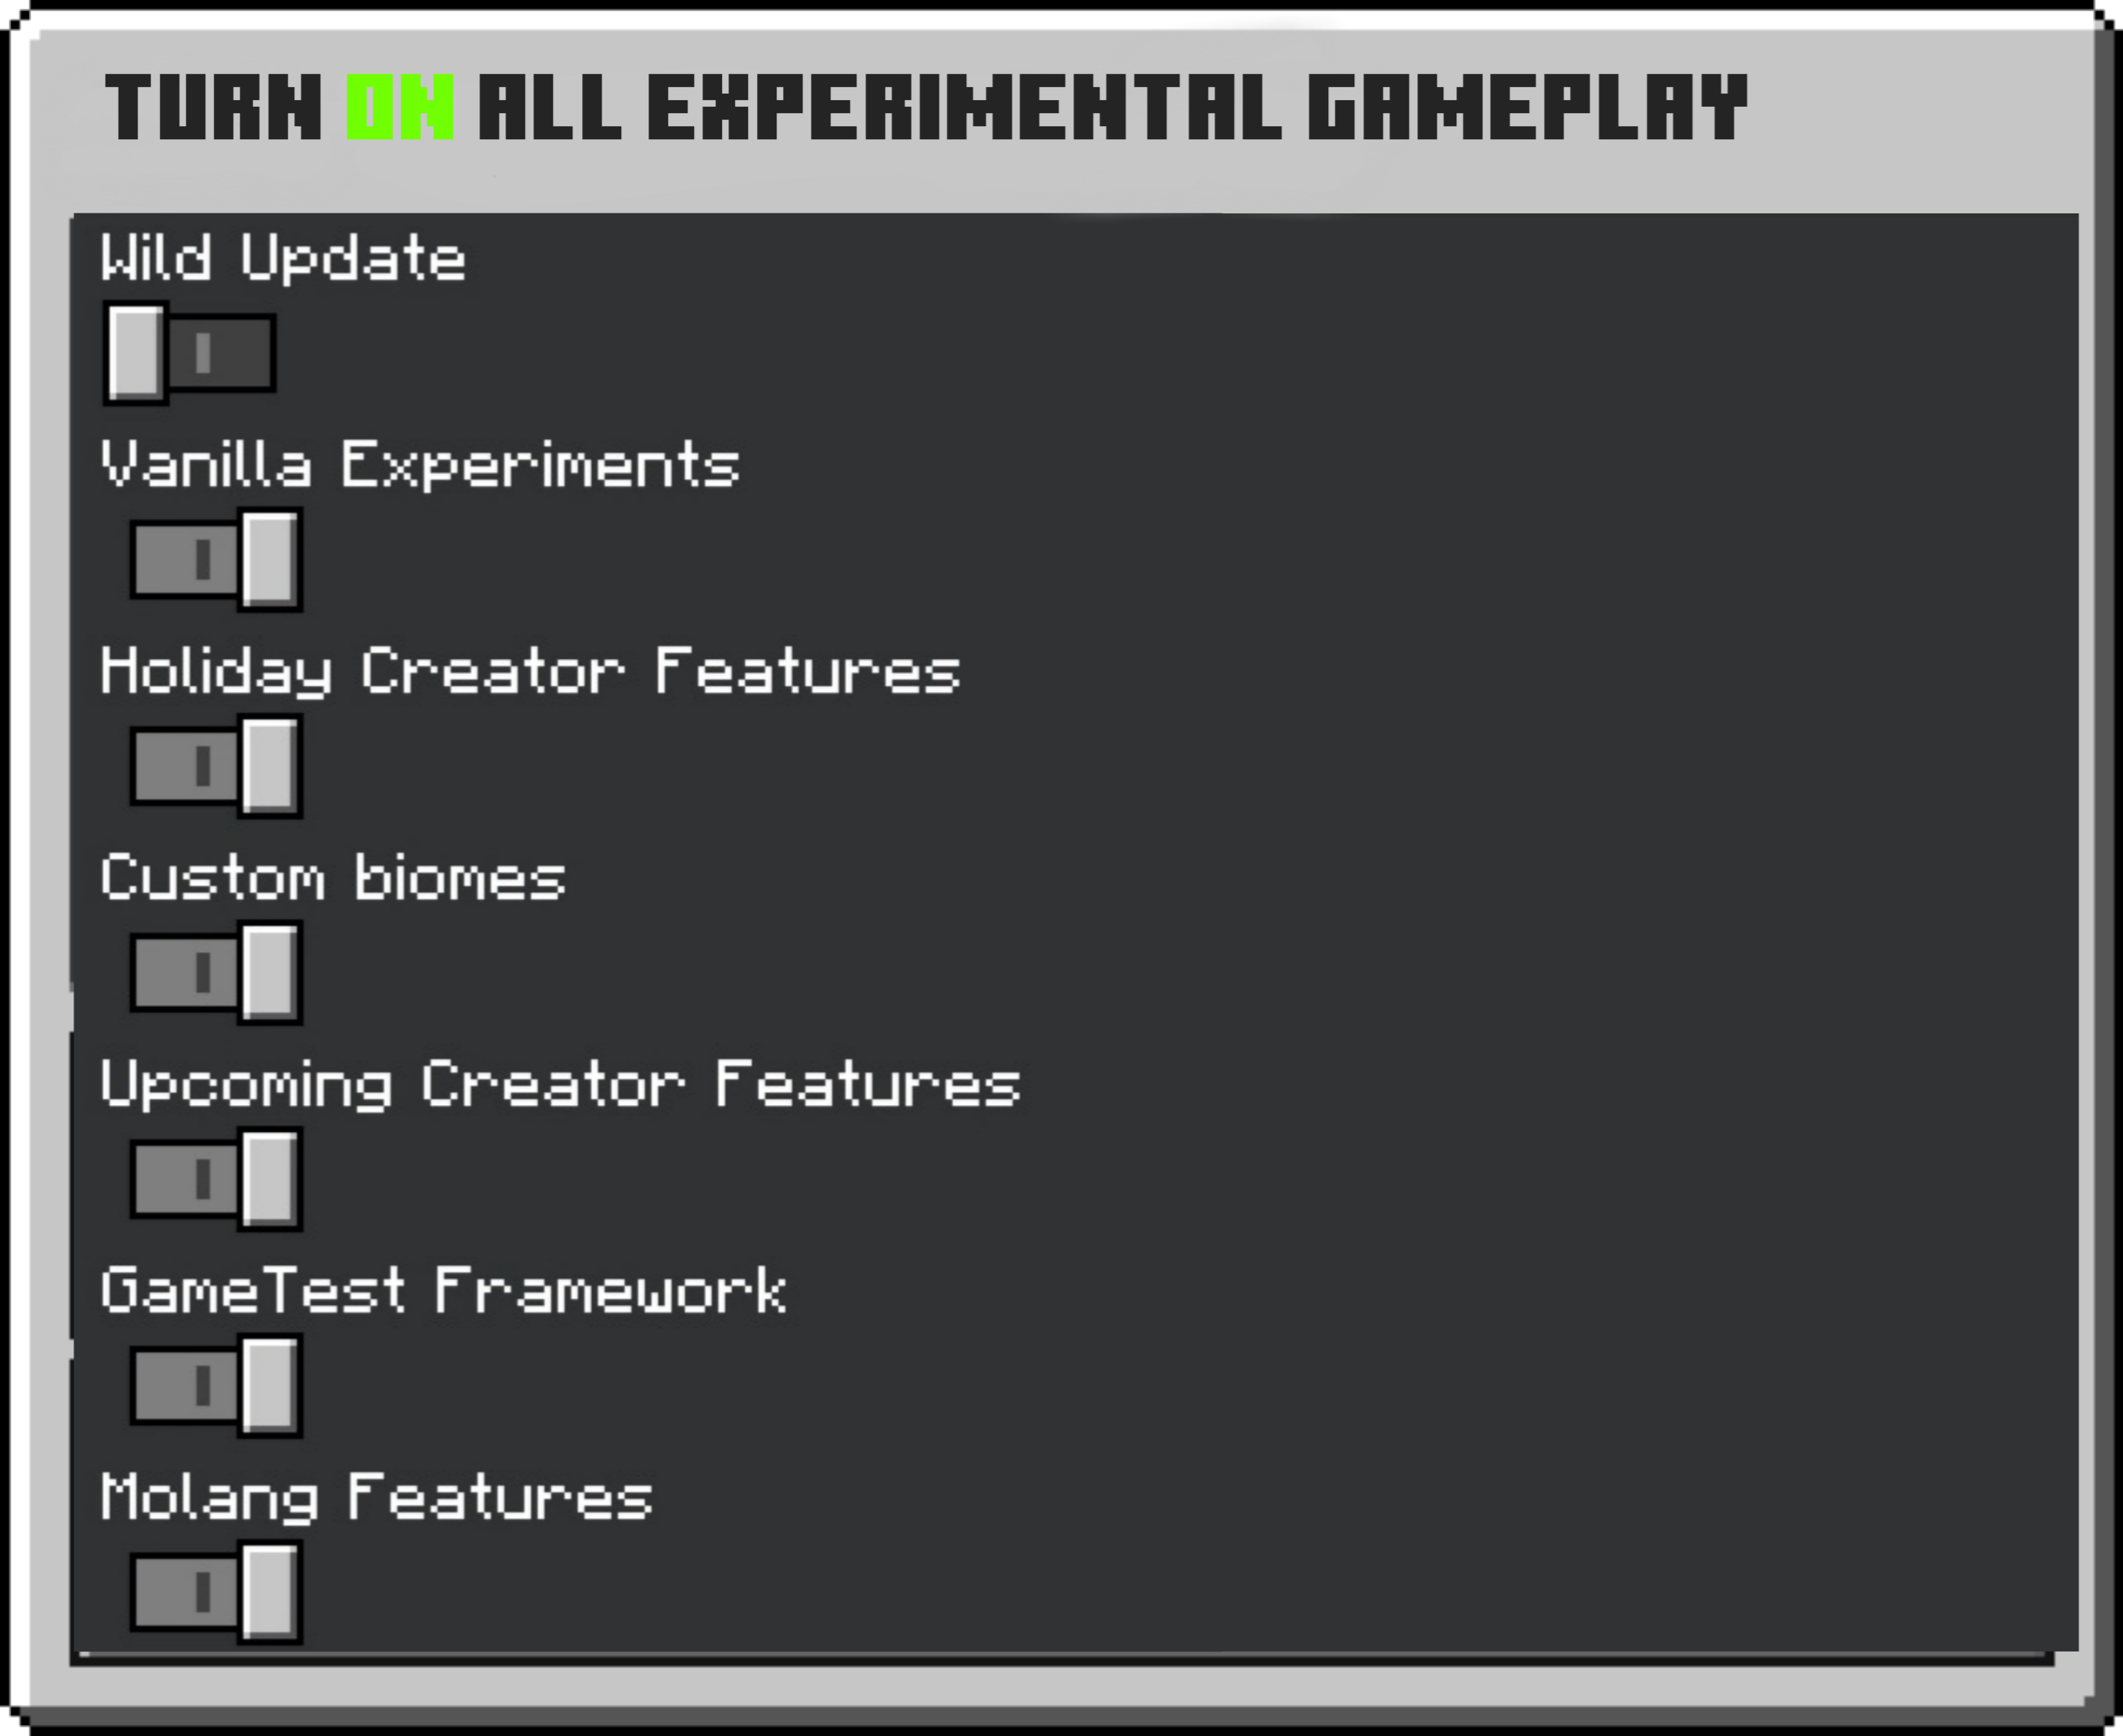 TURN ON ALL EXPERIMENTAL GAMEPLAY
Wild Update
Vanilla Experiments
Holiday Creator Features
Custom biomes
Upcoming Creator Features
GameTest Framework
Molang Features